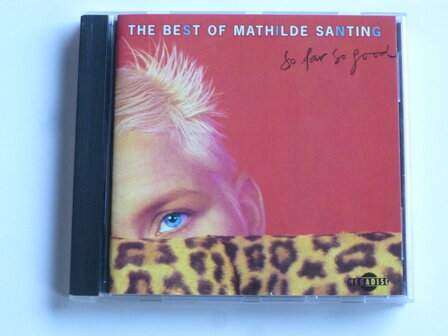 THE BEST OF MATHILDE SANTING
So far so good
MEGADISC